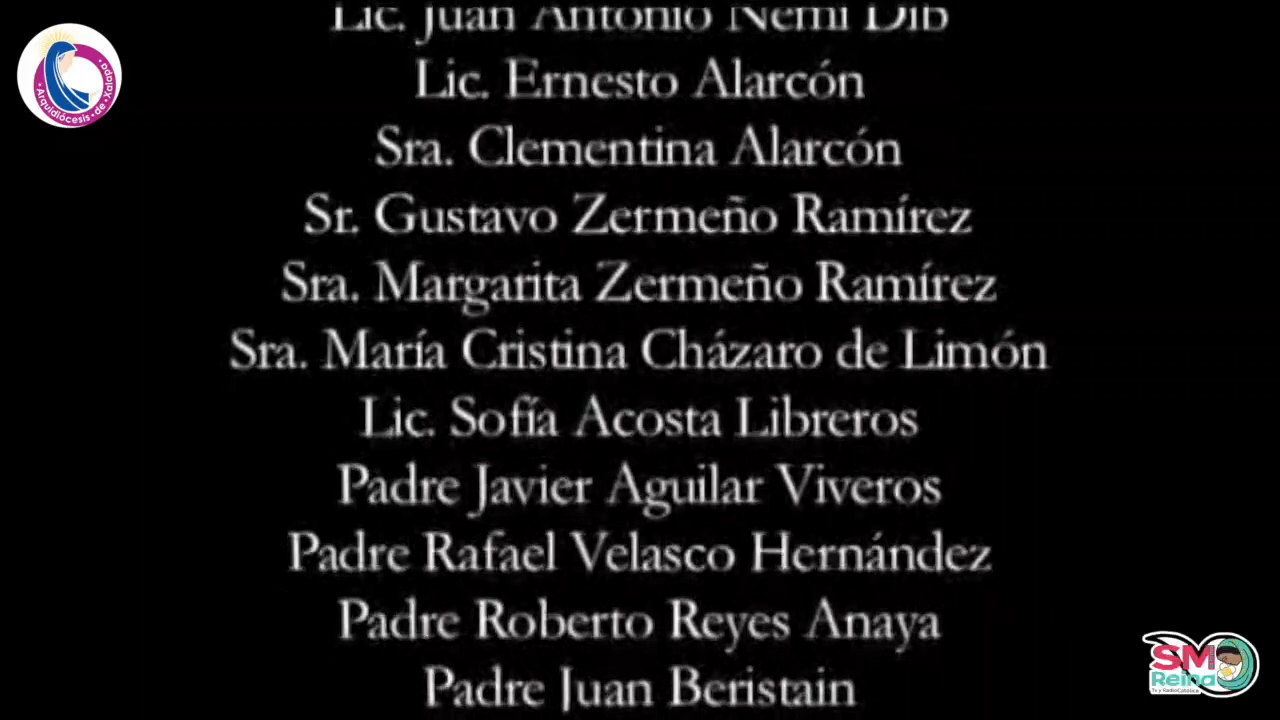 Lic. Juan Antonio Nemi Dib
Lic. Ernesto Alarcón
Sra. Clementina Alarcón
Sr. Gustavo Zermeño Ramírez
Sra. Margarita Zermeño Ramírez
Sra. María Cristina Cházaro de Limón
Lic. Sofía Acosta Libreros
Padre Javier Aguilar Viveros
Padre Rafael Velasco Hernández
Padre Roberto Reyes Anaya
Padre Juan Beristain
•Arquidiócesis•de•Xalapa•
SM
Reina
Tv y RadioCatólica